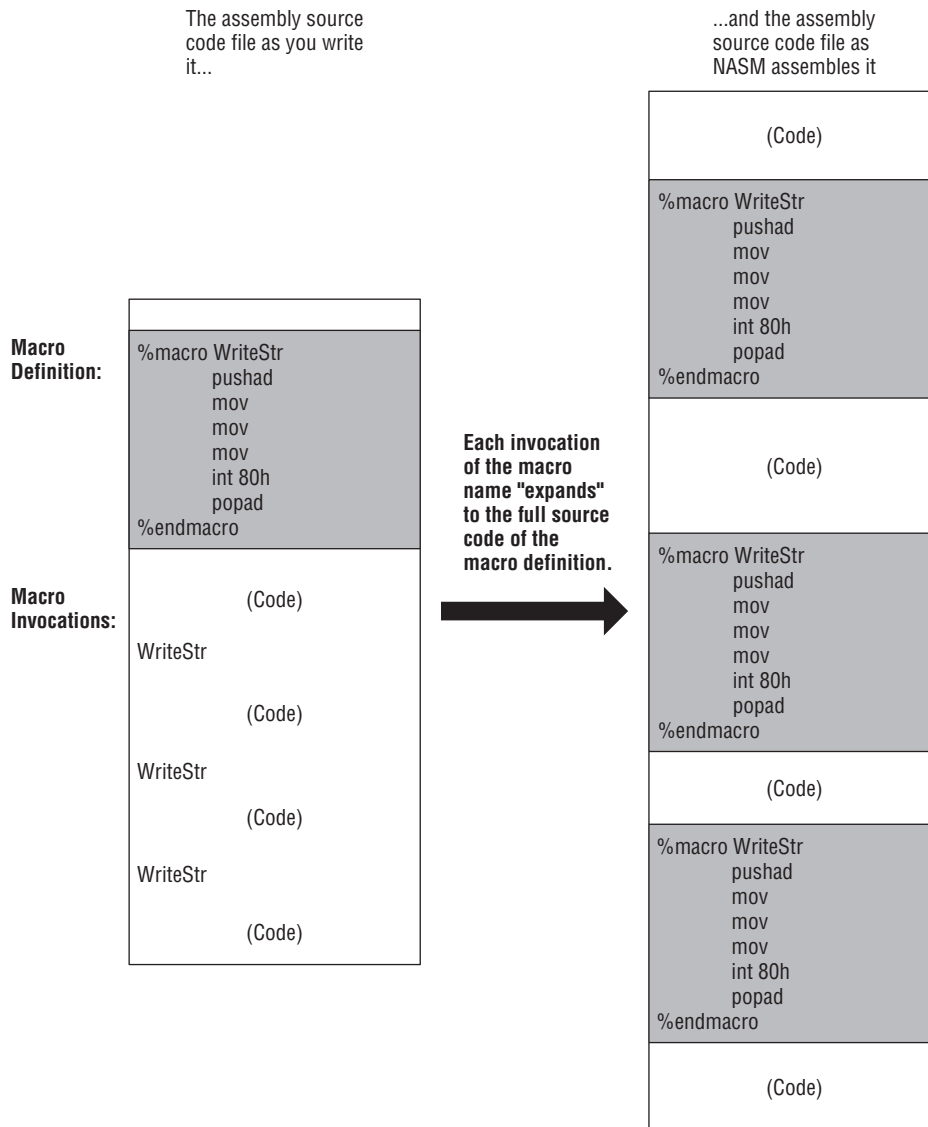 The assembly source
code file as you write
it...
...and the assembly
source code file as
NASM assembles it
Macro
Definition:
%macro WriteStr
pushad
mov
mov
mov
int 80h
popad
%endmacro
Macro
Invocations:
(Code)
WriteStr
(Code)
WriteStr
(Code)
WriteStr
(Code)
Each invocation
of the macro
name "expands"
to the full source
code of the
macro definition.
(Code)
%macro WriteStr
pushad
mov
mov
mov
int 80h
popad
%endmacro
(Code)
%macro WriteStr
pushad
mov
mov
mov
int 80h
popad
%endmacro
(Code)
%macro WriteStr
pushad
mov
mov
mov
int 80h
popad
%endmacro
(Code)